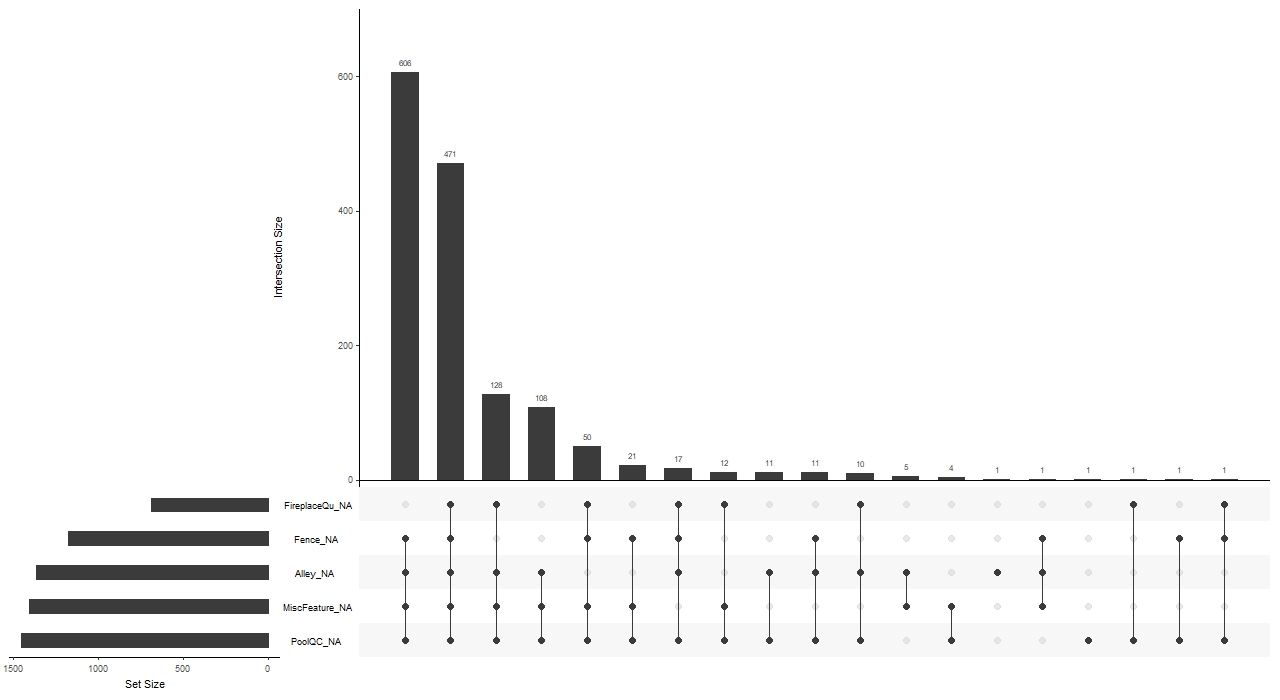 606
600
471
400
Intersection Size
200
128
108
50
21
17
12
11
11
10
5
4
1
1
1
1
1
1
0
FireplaceQu_NA
Fence_NA
Alley_NA
MiscFeature_NA
PoolQC_NA
1500 1000 500 0
Set Size